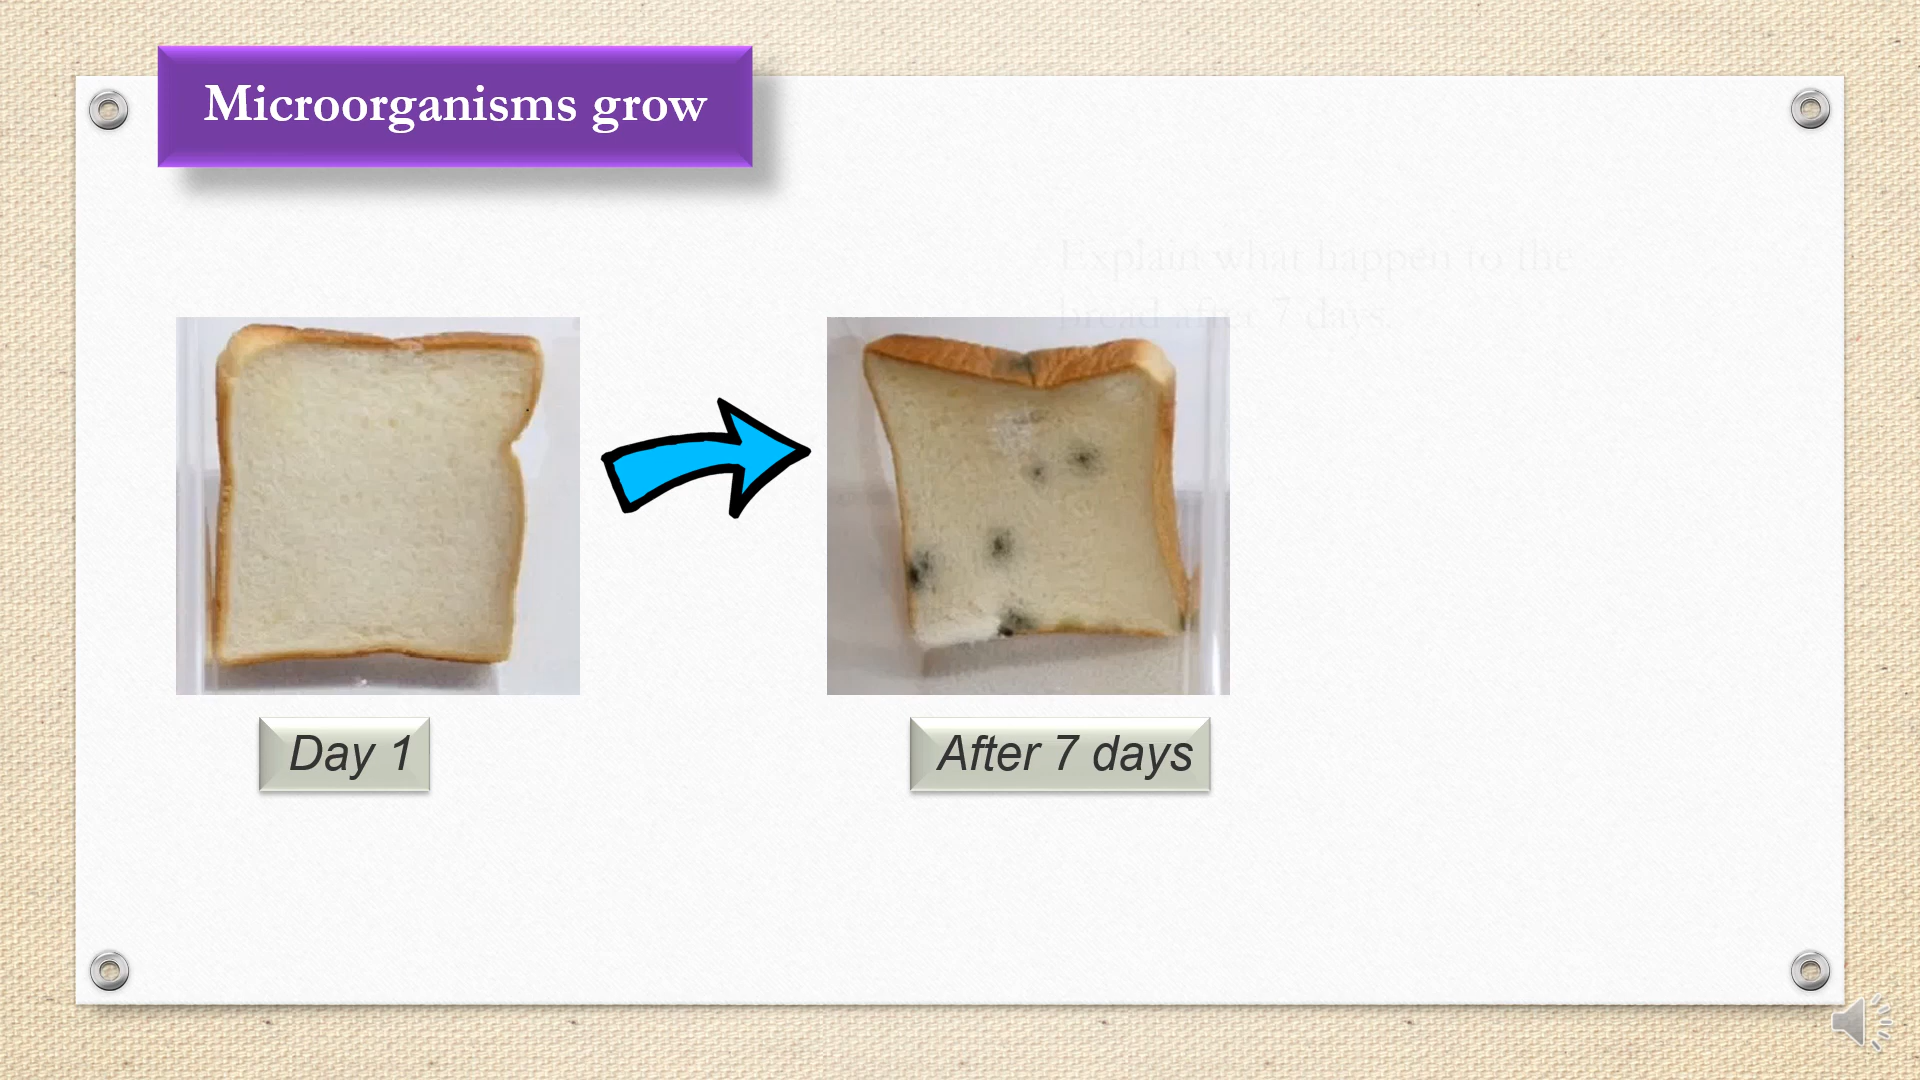 Microorganisms grow
Explain what happen to the
bread after 7 days.
Day 1
After 7 days